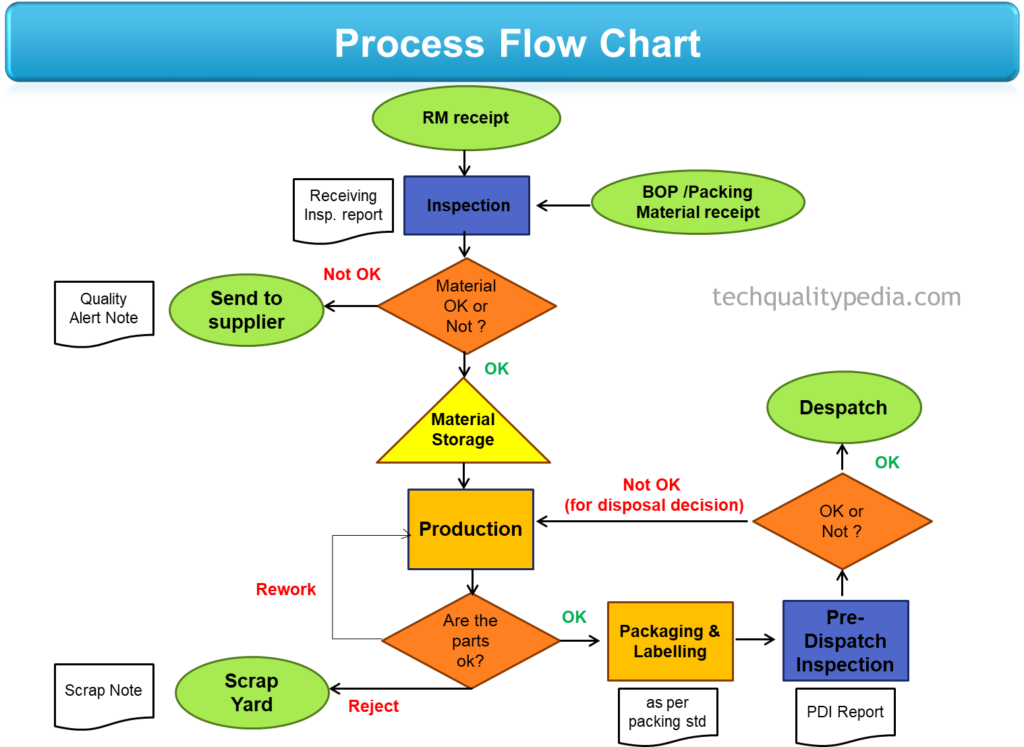 Process Flow Chart
RM receipt
Receiving
Insp. report
Inspection
BOP /Packing
Material receipt
Not OK
Material
OK or
Not ?
Quality
Alert Note
Send to
supplier
techqualitypedia.com
OK
Material
Storage
Despatch
OK
Not OK
(for disposal decision)
OK or
Not ?
Production
Rework
Are the
parts
ok?
OK
Packaging &
Labelling
Pre-
Dispatch
Inspection
Scrap Note
Scrap
Yard
Reject
as per
packing std
PDI Report